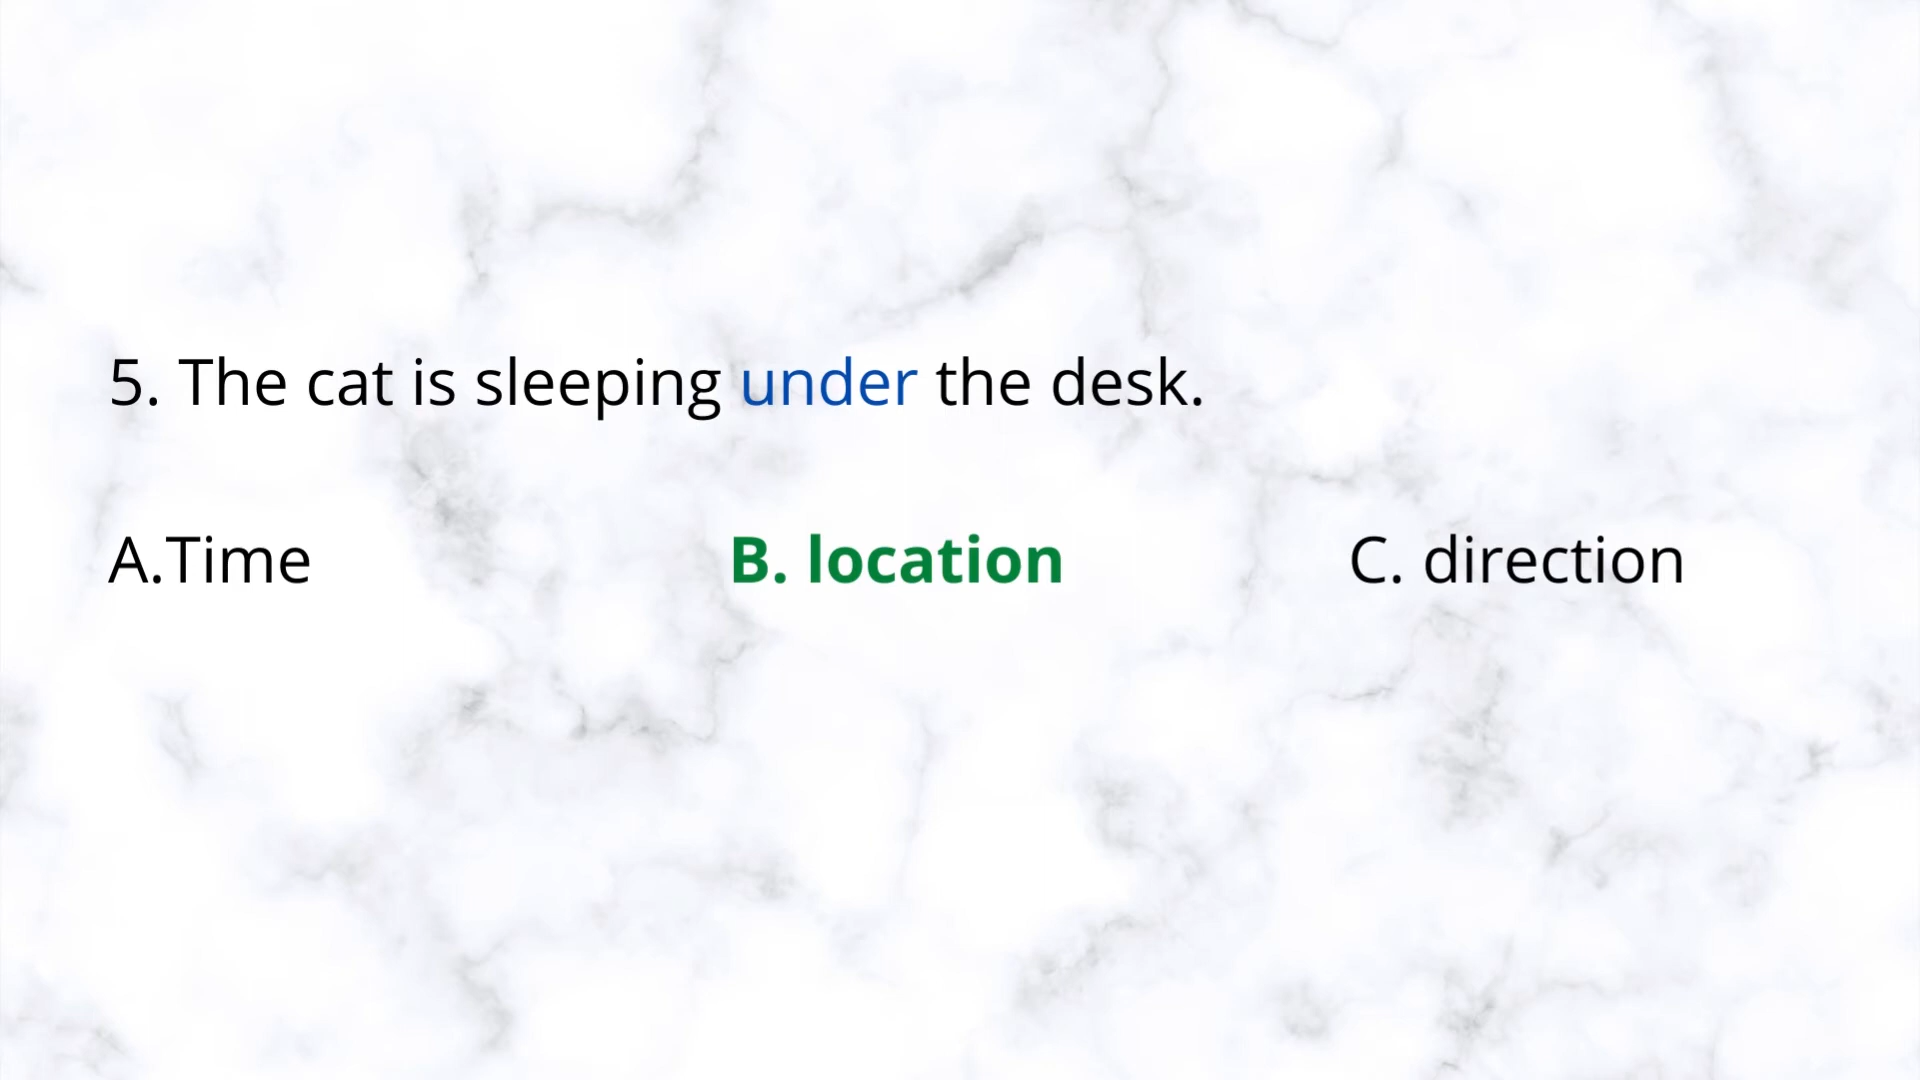 5. The cat is sleeping under the desk.
A.Time B. location C. direction